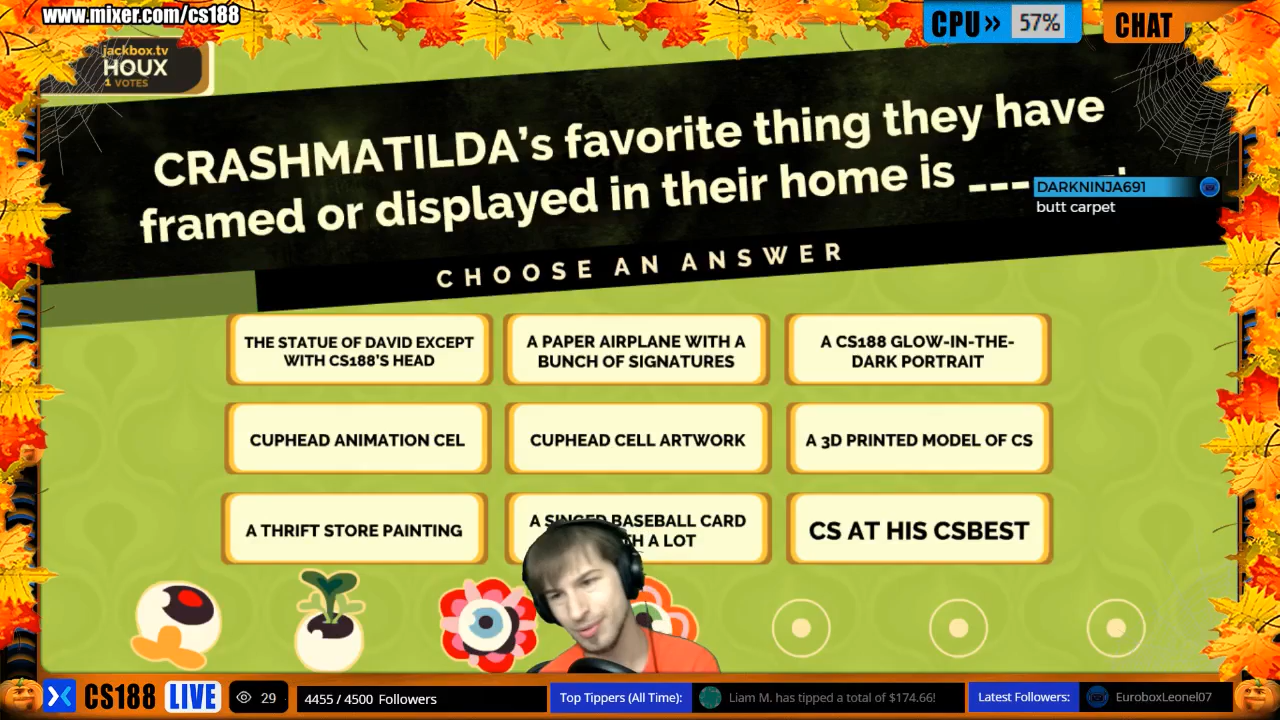 www.mixer.com/cs188
CPU» 57%
CHAT
jackbox.tv
HOUX
1 VOTES
CRASHMATILDA's favorite thing they have
framed or displayed in their home is ___
DARKNINJA691
butt carpet
CHOOSE AN ANSWER
THE STATUE OF DAVID EXCEPT
WITH CS188'S HEAD
A PAPER AIRPLANE WITH A
BUNCH OF SIGNATURES
A CS188 GLOW-IN-THE-
DARK PORTRAIT
CUPHEAD ANIMATION CEL
CUPHEAD CELL ARTWORK
A 3D PRINTED MODEL OF CS
A THRIFT STORE PAINTING
A SINGED BASEBALL CARD
A LOT
CS AT HIS CSBEST
CS188 LIVE
29
4455 / 4500 Followers
Top Tippers (All Time):
Liam M. has tipped a total of $174.66!
Latest Followers:
EuroboxLeonel07